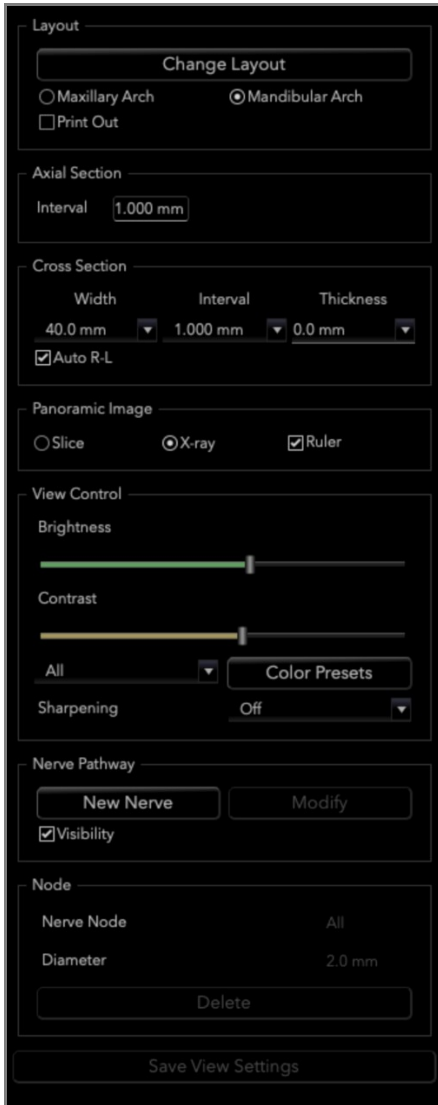 Layout
Change Layout
Maxillary Arch Mandibular Arch
Print Out
Axial Section
Interval 1.000 mm
Cross Section
Width Interval Thickness
40.0 mm 1.000 mm 0.0 mm
Auto R-L
Panoramic Image
Slice X-ray Ruler
View Control
Brightness
Contrast
All Color Presets
Sharpening Off
Nerve Pathway
New Nerve Modify
Visibility
Node
Nerve Node All
Diameter 2.0 mm
Delete
Save View Settings